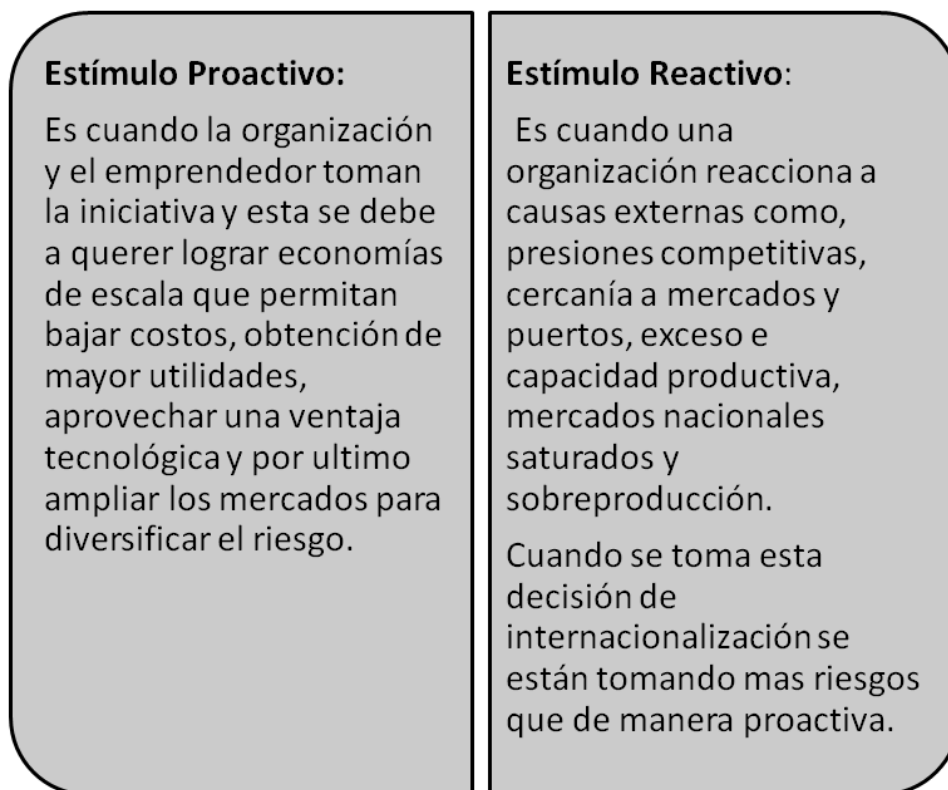 Estímulo Proactivo:
Es cuando la organización
y el emprendedor toman
la iniciativa y esta se debe
a querer lograr economías
de escala que permitan
bajar costos, obtención de
mayor utilidades,
aprovechar una ventaja
tecnológica y por ultimo
ampliar los mercados para
diversificar el riesgo.
Estímulo Reactivo:
Es cuando una
organización reacciona a
causas externas como,
presiones competitivas,
cercanía a mercados y
puertos, exceso e
capacidad productiva,
mercados nacionales
saturados y
sobreproducción.
Cuando se toma esta
decisión de
internacionalización se
están tomando mas riesgos
que de manera proactiva.